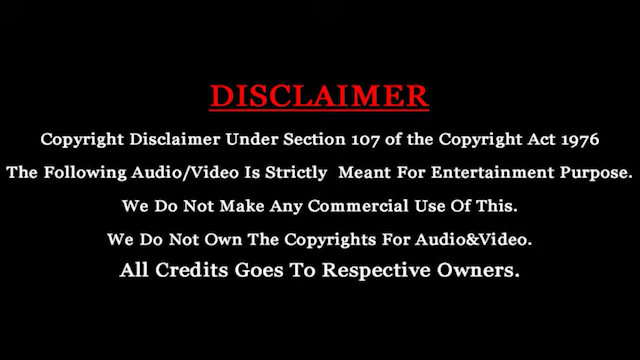 DISCLAIMER
Copyright Disclaimer Under Section 107 of the Copyright Act 1976
The Following Audio/Video Is Strictly Meant For Entertainment Purpose.
We Do Not Make Any Commercial Use Of This.
We Do Not Own The Copyrights For Audio&Video.
All Credits Goes To Respective Owners.